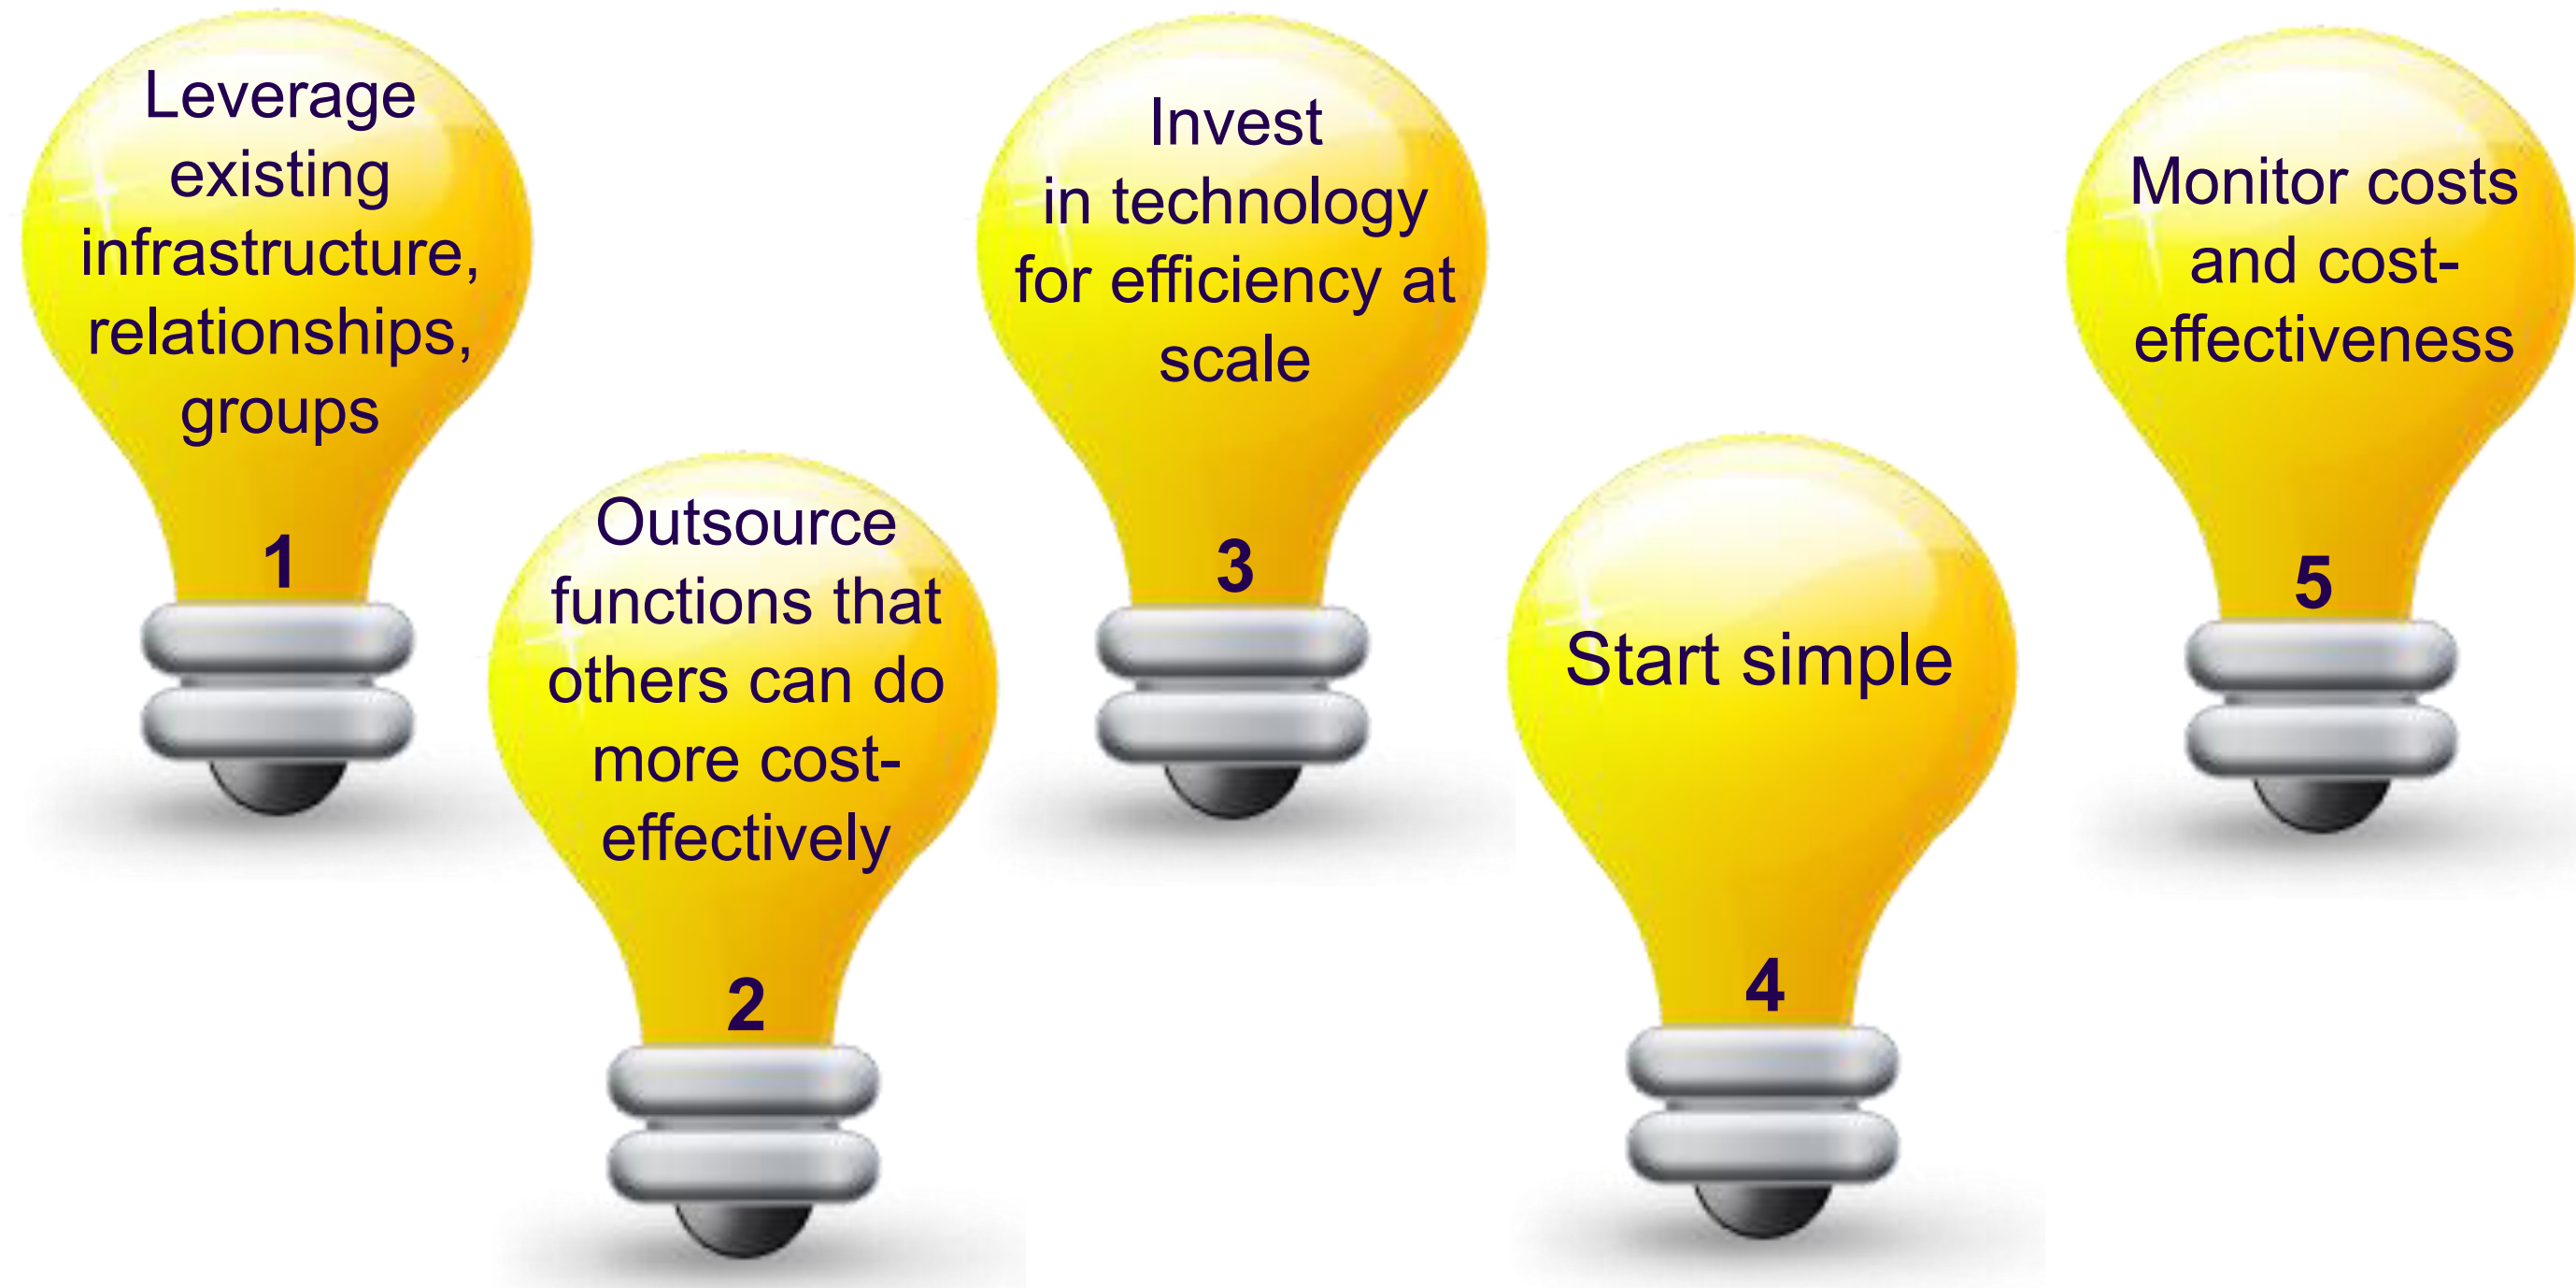 Leverage
existing
infrastructure,
relationships,
groups
1
Outsource
functions that
others can do
more cost-
effectively
2
Invest
in technology
for efficiency at
scale
3
Start simple
4
Monitor costs
and cost-
effectiveness
5